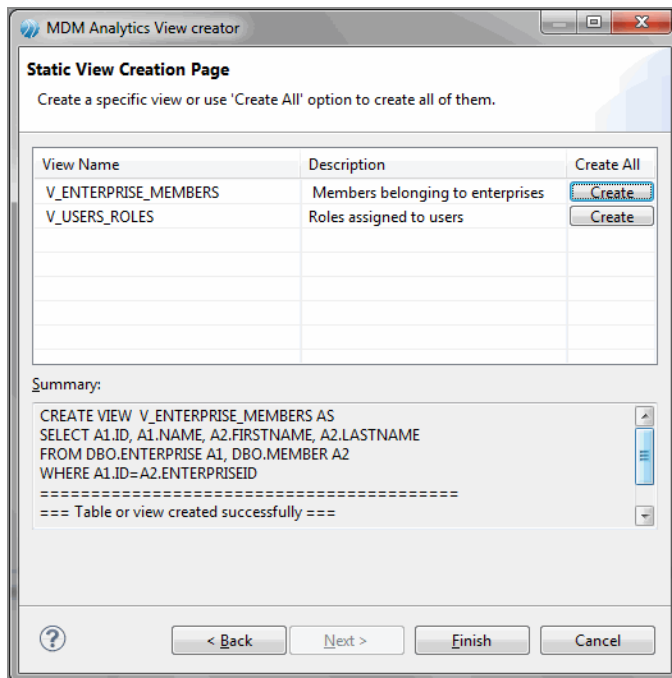 MDM Analytics View creator
Static View Creation Page
Create a specific view or use 'Create All' option to create all of them.
View Name Description Create All
V_ENTERPRISE_MEMBERS Members belonging to enterprises Create
V_USERS_ROLES Roles assigned to users Create
Summary:
CREATE VIEW V_ENTERPRISE_MEMBERS AS
SELECT A1.ID, A1.NAME, A2.FIRSTNAME, A2.LASTNAME
FROM DBO.ENTERPRISE A1, DBO.MEMBER A2
WHERE A1.ID=A2.ENTERPRISEID
==========================================
=== Table or view created successfully ===
? < Back Next > Finish Cancel